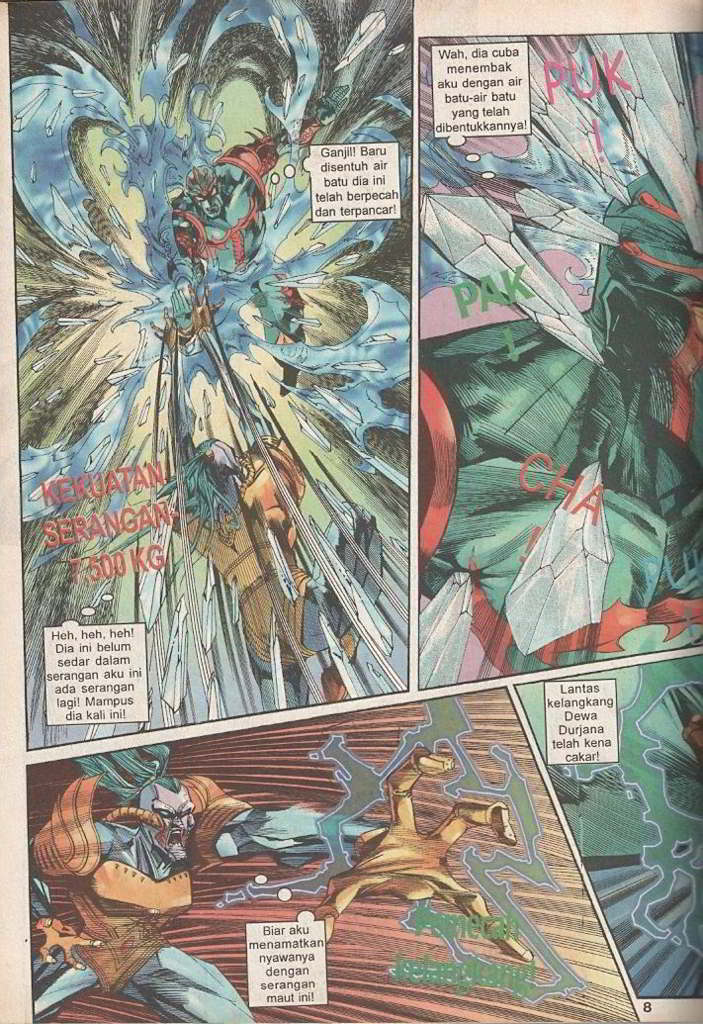 Ganjil! Baru
disentuh air
batu dia ini
telah berpecah
dan terpancar!
KEKUATAN
SERANGAN-
7 500 KG
Heh, heh, heh!
Dia ini belum
sedar dalam
serangan aku ini
ada serangan
lagi! Mampus
dia kali ini!
Wah, dia cuba
menembak
aku dengan air
batu-air batu
yang telah
dibentukkannya!
PUK
!
PAK
!
CHA
!
Biar aku
menamatkan
nyawanya
dengan
serangan
maut ini!
Pemecah
kelangkang!
Lantas
kelangkang
Dewa
Durjana
telah kena
cakar!
8